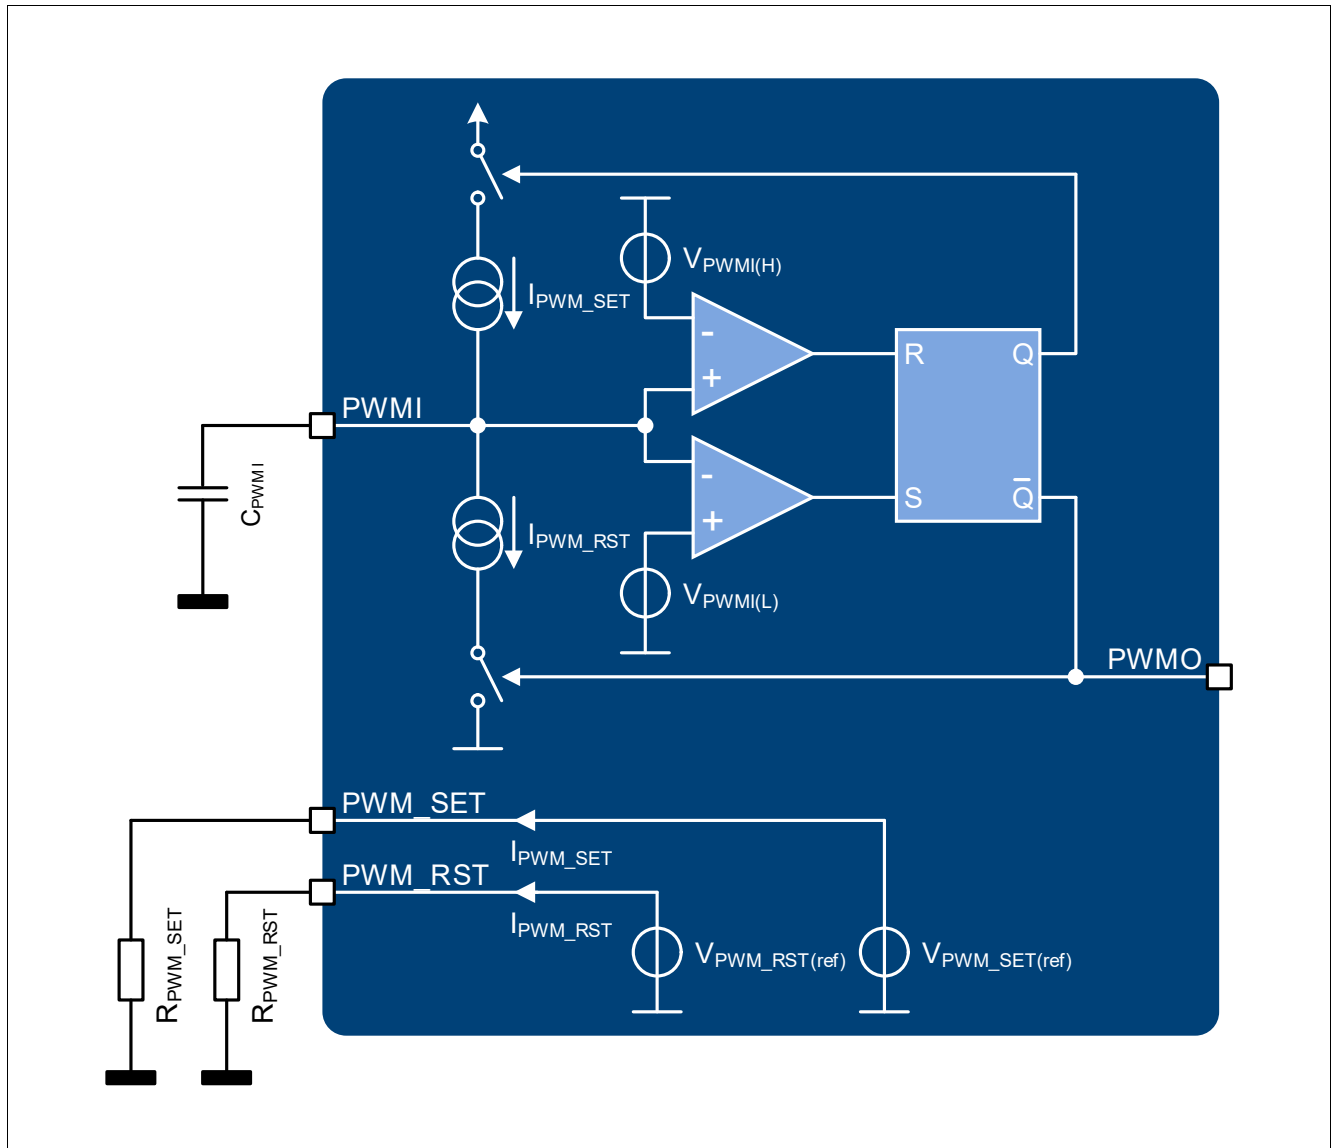 V_PWMI(H)
I_PWM_SET
-
+
R
Q
PWMI
-
+
S
Q̅
C_PWMI
I_PWM_RST
V_PWMI(L)
PWMO
PWM_SET
I_PWM_SET
PWM_RST
I_PWM_RST
R_PWM_SET
R_PWM_RST
V_PWM_RST(ref)
V_PWM_SET(ref)